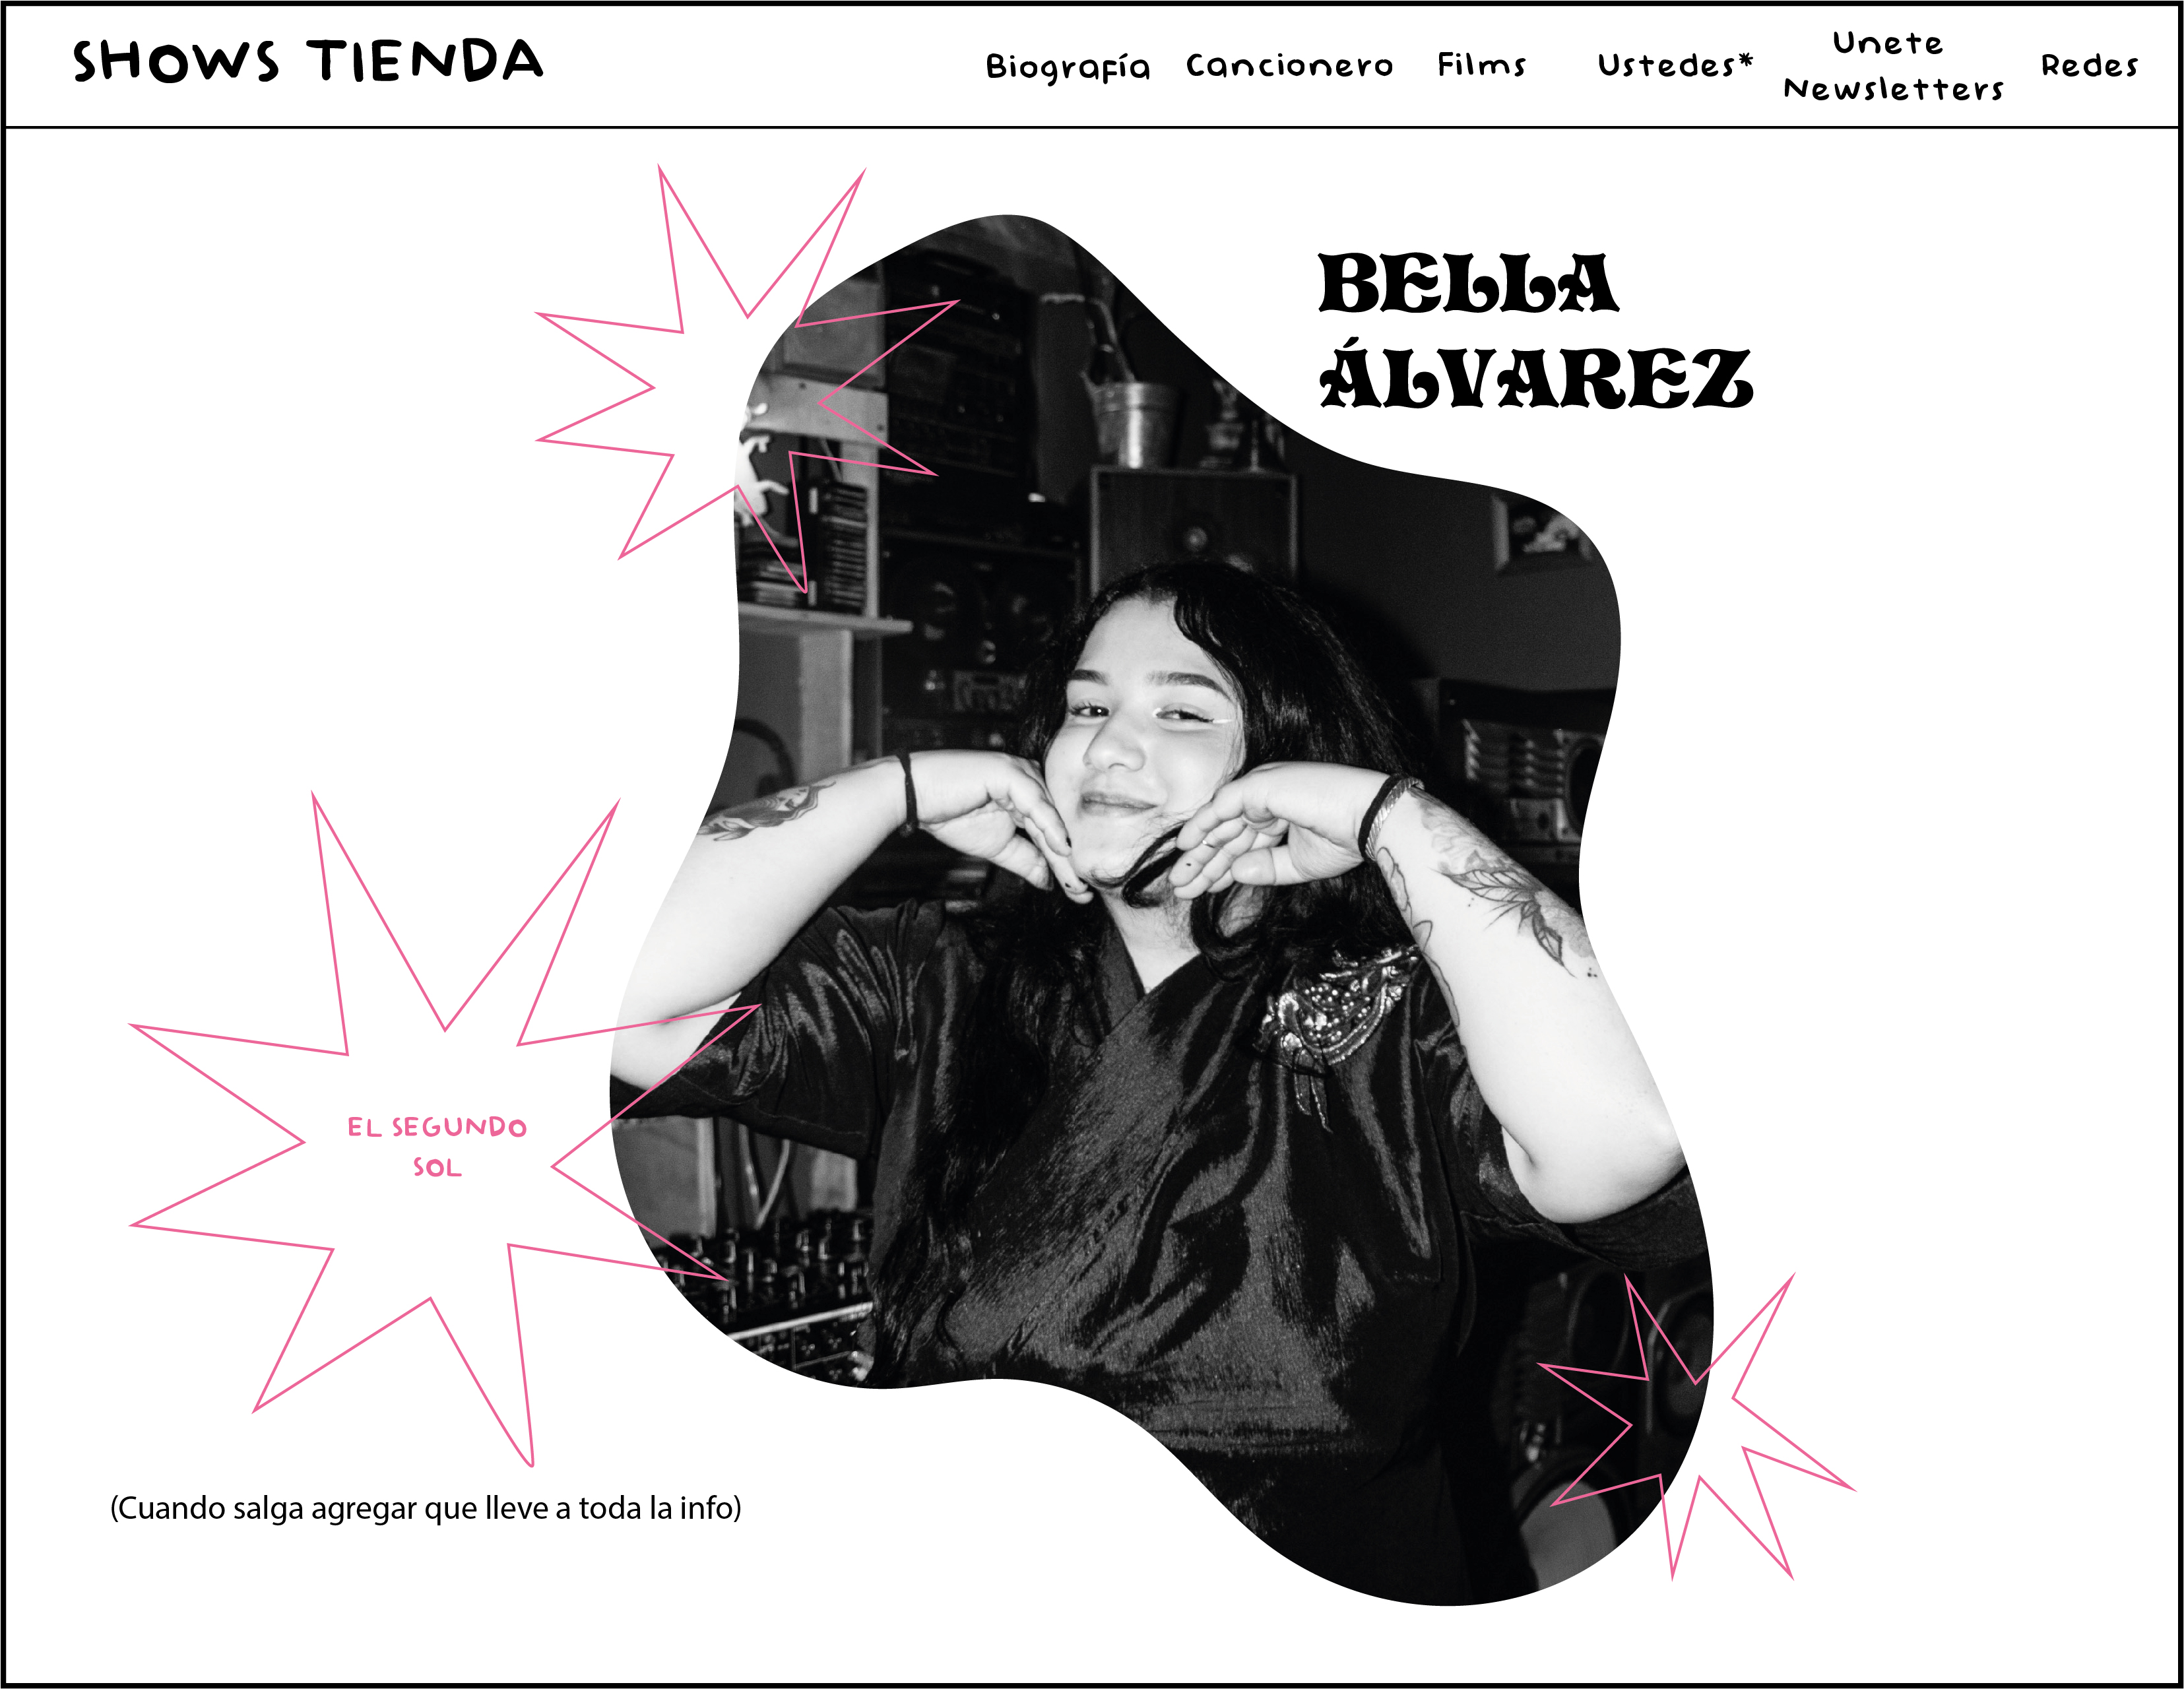 SHOWS TIENDA
Biografía Cancionero Films Ustedes* Unete Redes
Newsletters
BELLA
ÁLVAREZ
EL SEGUNDO
SOL
(Cuando salga agregar que lleve a toda la info)